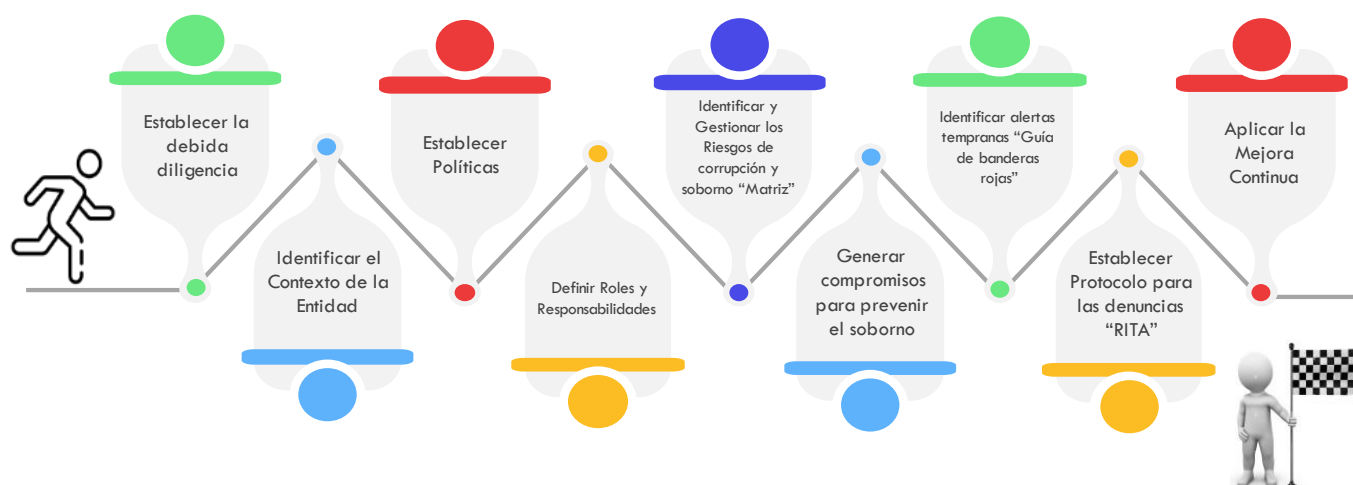 Establecer la
debida
diligencia
Identificar el
Contexto de la
Entidad
Establecer
Políticas
Definir Roles y
Responsabilidades
Identificar y
Gestionar los
Riesgos de
corrupción y
soborno “Matriz”
Generar
compromisos
para prevenir
el soborno
Identificar alertas
tempranas “Guía
de banderas
rojas”
Establecer
Protocolo para
las denuncias
“RITA”
Aplicar la
Mejora
Continua